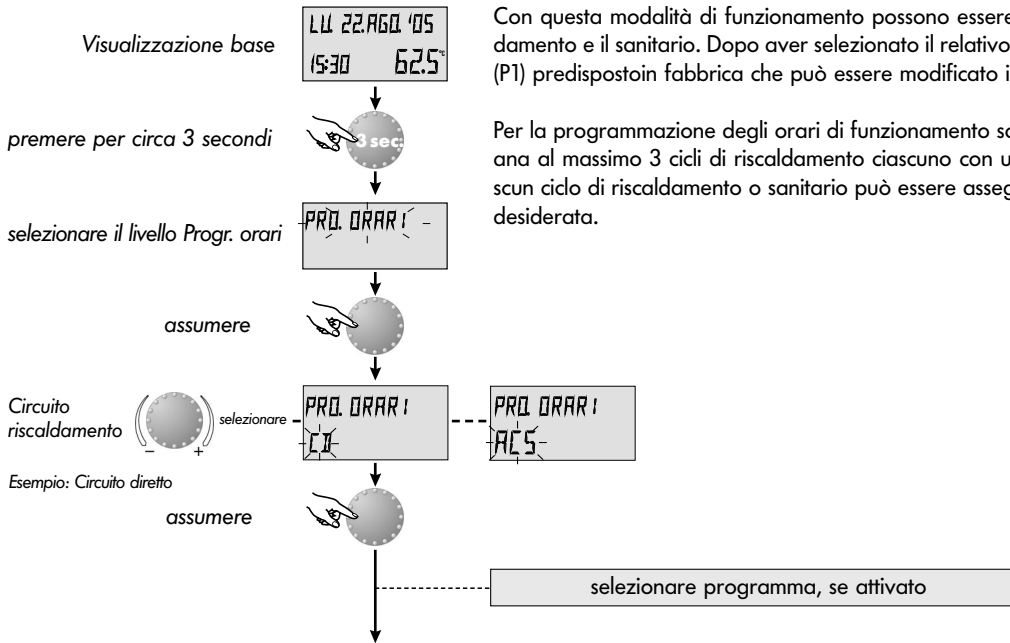 Visualizzazione base
LU. 22.AGO. '05
15:30 62.5°C
premere per circa 3 secondi
3 sec.
selezionare il livello Progr. orari
PRO. ORARI
assumere
Circuito
riscaldamento
- +
selezionare
PRO. ORARI
CD
PRO. ORARI
ACS
Esempio: Circuito diretto
assumere
selezionare programma, se attivato
Con questa modalità di funzionamento possono essere
damento e il sanitario. Dopo aver selezionato il relativo
(P1) predispostoin fabbrica che può essere modificato i
Per la programmazione degli orari di funzionamento
ana al massimo 3 cicli di riscaldamento ciascuno con
scun ciclo di riscaldamento o sanitario può essere
desiderata.